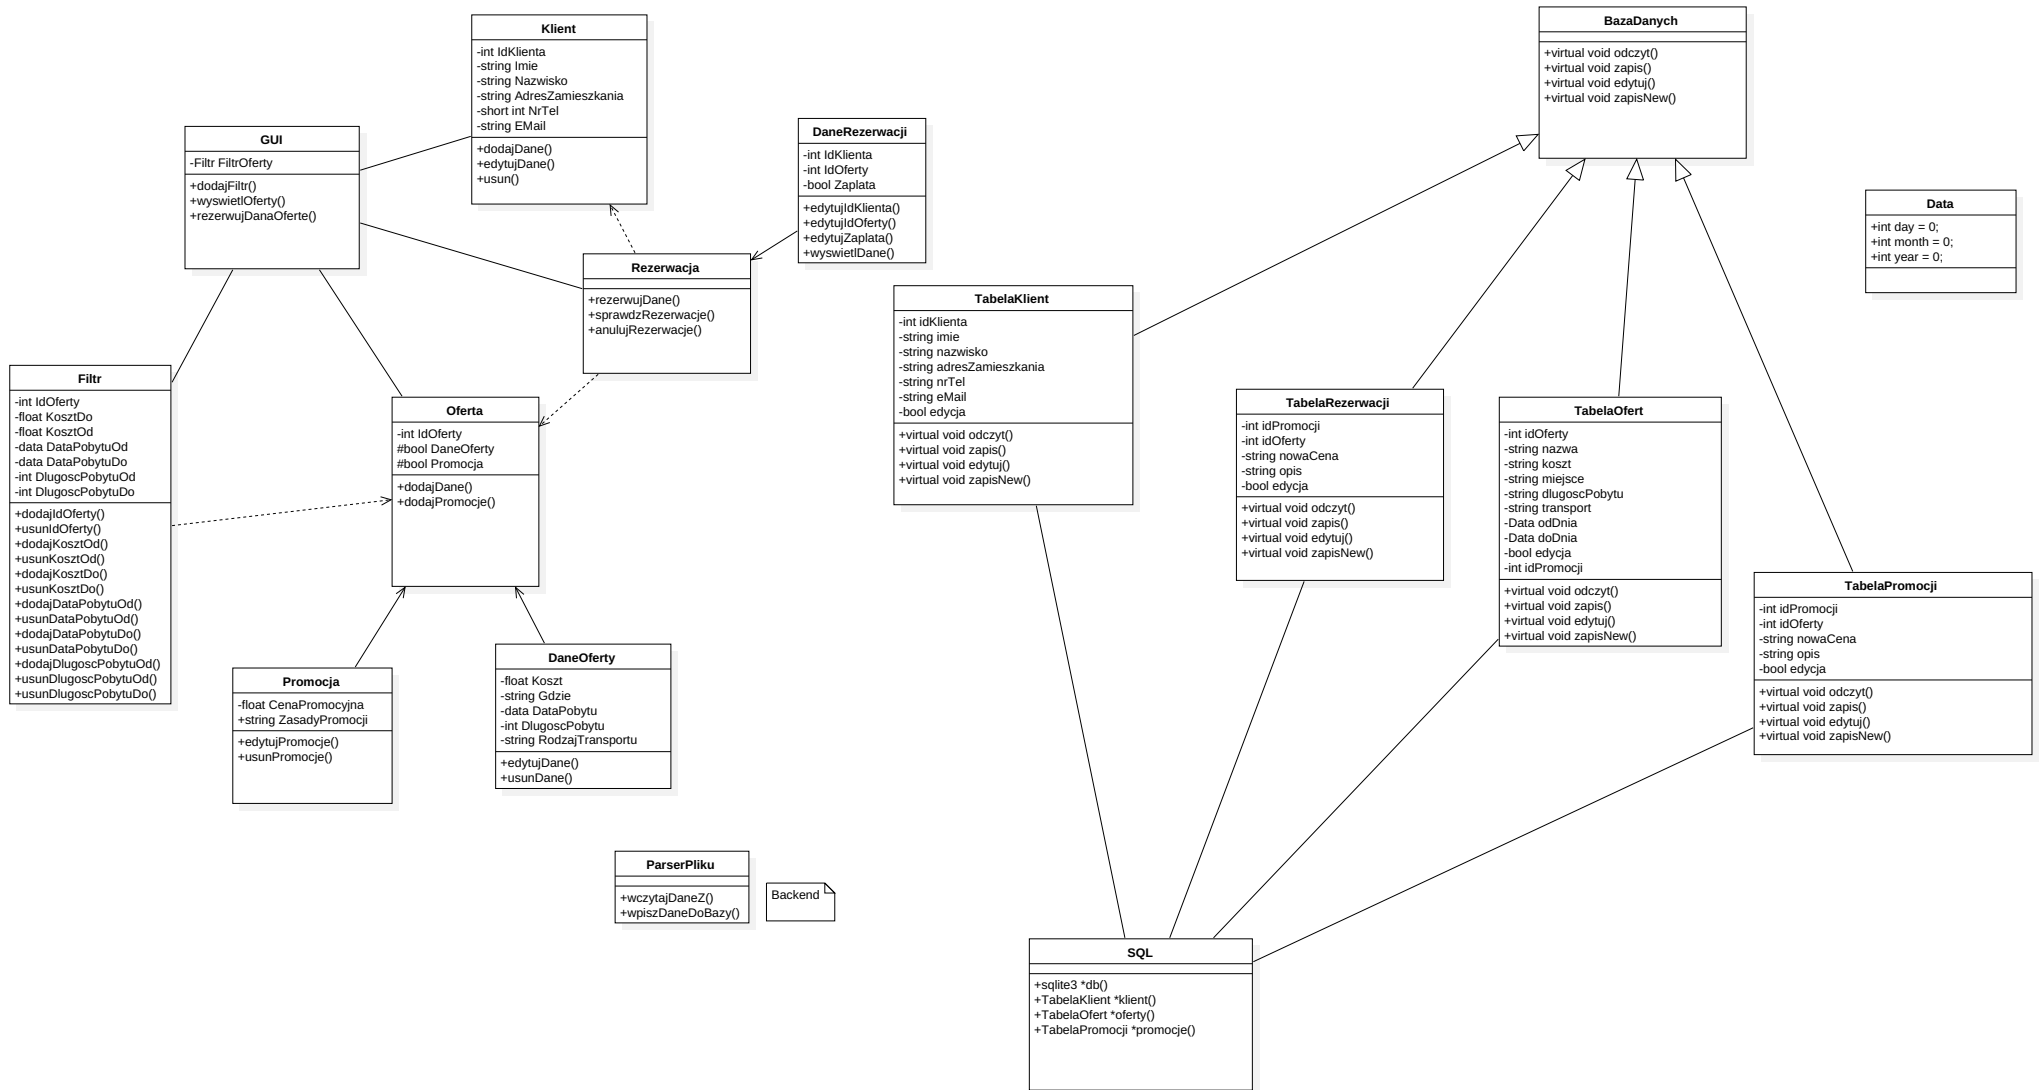 Klient
-int IdKlienta
-string Imie
-string Nazwisko
-string AdresZamieszkania
-short int NrTel
-string EMail
+dodajDane()
+edytujDane()
+usun()
GUI
-Filtr FiltrOferty
+dodajFiltr()
+wyswietlOferty()
+rezerwujDanaOferte()
DaneRezerwacji
-int IdKlienta
-int IdOferty
-bool Zaplata
+edytujIdKlienta()
+edytujIdOferty()
+edytujZaplata()
+wyswietlDane()
Rezerwacja
+rezerwujDane()
+sprawdzRezerwacje()
+anulujRezerwacje()
Filtr
-int IdOferty
-float KosztDo
-float KosztOd
-data DataPobytuOd
-data DataPobytuDo
-int DlugoscPobytuOd
-int DlugoscPobytuDo
+dodajIdOferty()
+usunIdOferty()
+dodajKosztOd()
+usunKosztOd()
+dodajKosztDo()
+usunKosztDo()
+dodajDataPobytuOd()
+usunDataPobytuOd()
+dodajDataPobytuDo()
+usunDataPobytuDo()
+dodajDlugoscPobytuOd()
+usunDlugoscPobytuOd()
+usunDlugoscPobytuDo()
Oferta
-int IdOferty
#bool DaneOferty
#bool Promocja
+dodajDane()
+dodajPromocje()
Promocja
-float CenaPromocyjna
+string ZasadyPromocji
+edytujPromocje()
+usunPromocje()
DaneOferty
-float Koszt
-string Gdzie
-data DataPobytu
-int DlugoscPobytu
-string RodzajTransportu
+edytujDane()
+usunDane()
ParserPliku
+wczytajDaneZ()
+wpiszDaneDoBazy()
Backend
BazaDanych
+virtual void odczyt()
+virtual void zapis()
+virtual void edytuj()
+virtual void zapisNew()
Data
+int day = 0;
+int month = 0;
+int year = 0;
TabelaKlient
-int idKlienta
-string imie
-string nazwisko
-string adresZamieszkania
-string nrTel
-string eMail
-bool edycja
+virtual void odczyt()
+virtual void zapis()
+virtual void edytuj()
+virtual void zapisNew()
TabelaRezerwacji
-int idPromocji
-int idOferty
-string nowaCena
-string opis
-bool edycja
+virtual void odczyt()
+virtual void zapis()
+virtual void edytuj()
+virtual void zapisNew()
TabelaOfert
-int idOferty
-string nazwa
-string koszt
-string miejsce
-string dlugoscPobytu
-string transport
-Data odDnia
-Data doDnia
-bool edycja
-int idPromocji
+virtual void odczyt()
+virtual void zapis()
+virtual void edytuj()
+virtual void zapisNew()
TabelaPromocji
-int idPromocji
-int idOferty
-string nowaCena
-string opis
-bool edycja
+virtual void odczyt()
+virtual void zapis()
+virtual void edytuj()
+virtual void zapisNew()
SQL
+sqlite3 *db()
+TabelaKlient *klient()
+TabelaOfert *oferty()
+TabelaPromocji *promocje()